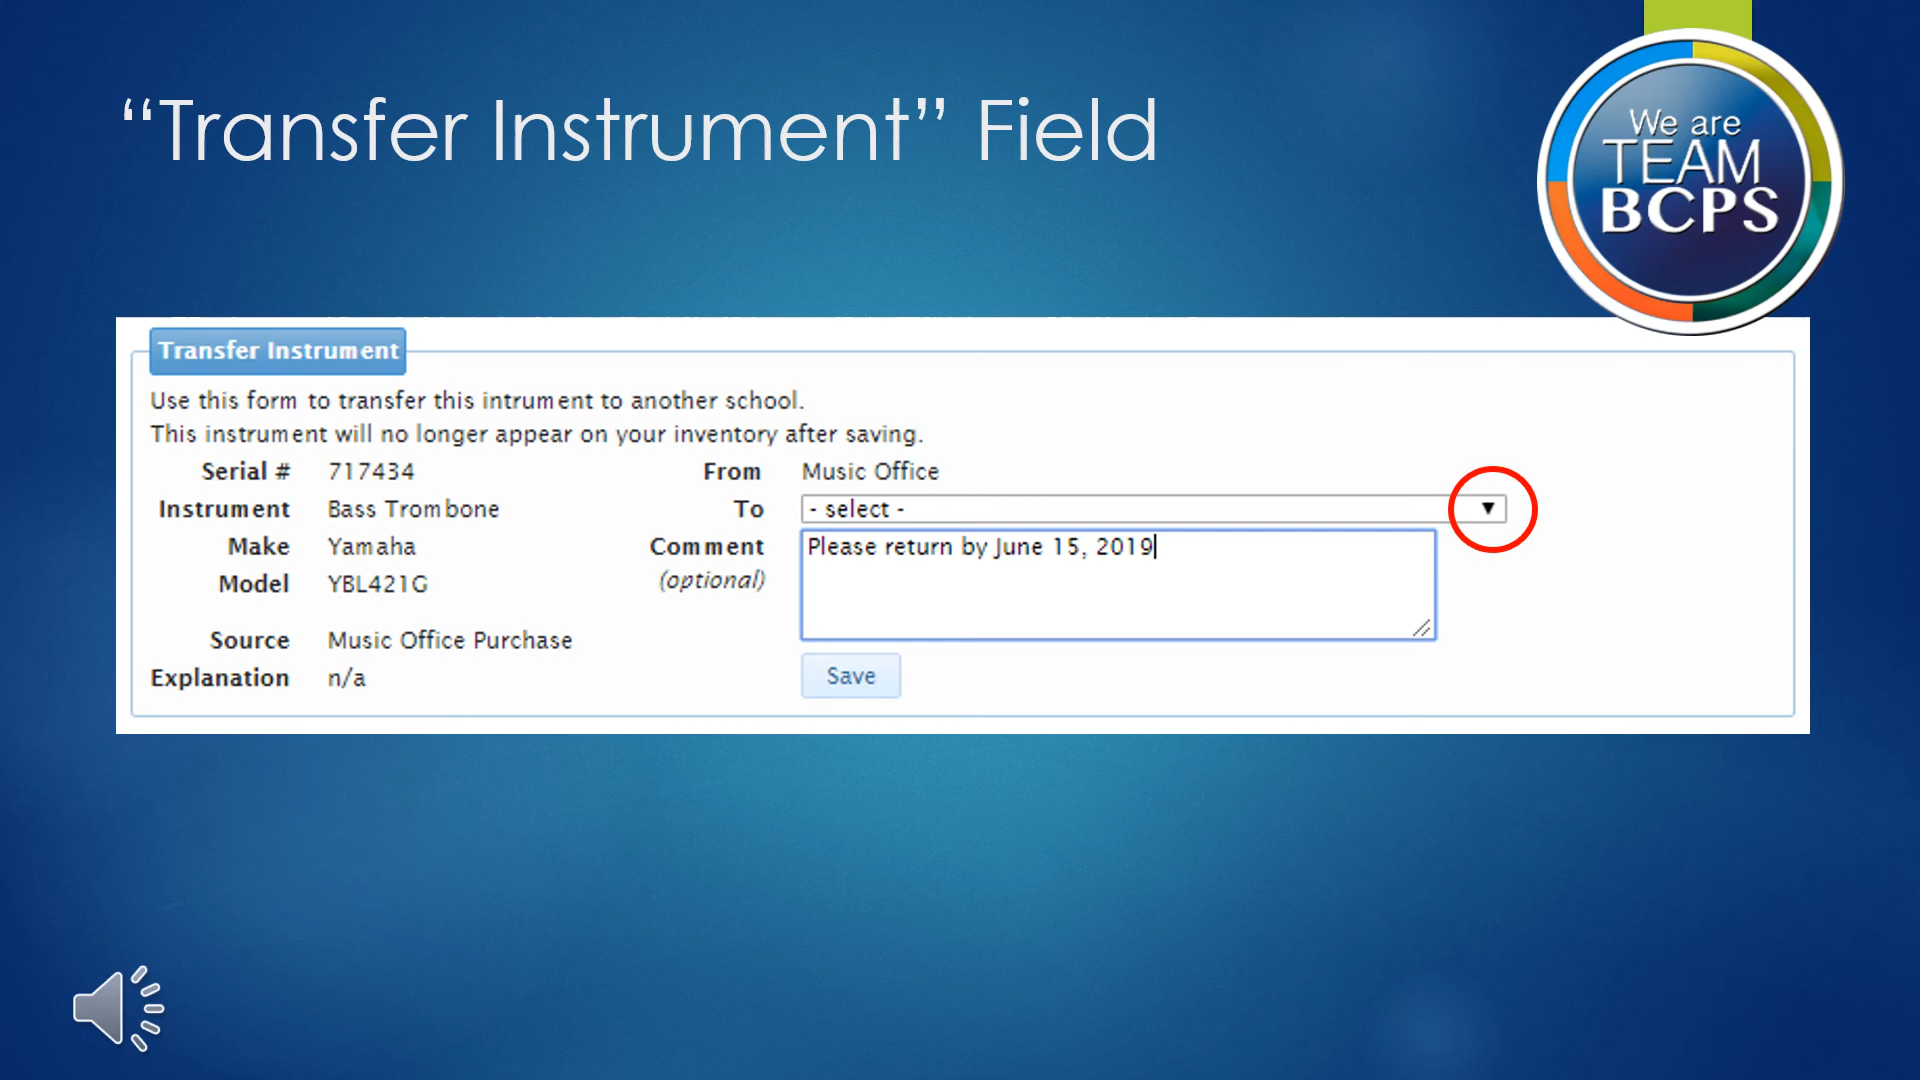 “Transfer Instrument” Field
We are
TEAM
BCPS
Transfer Instrument
Use this form to transfer this intrument to another school.
This instrument will no longer appear on your inventory after saving.
Serial # 717434 From Music Office
Instrument Bass Trombone To - select -
Make Yamaha Comment Please return by June 15, 2019
Model YBL421G (optional)
Source Music Office Purchase
Explanation n/a Save